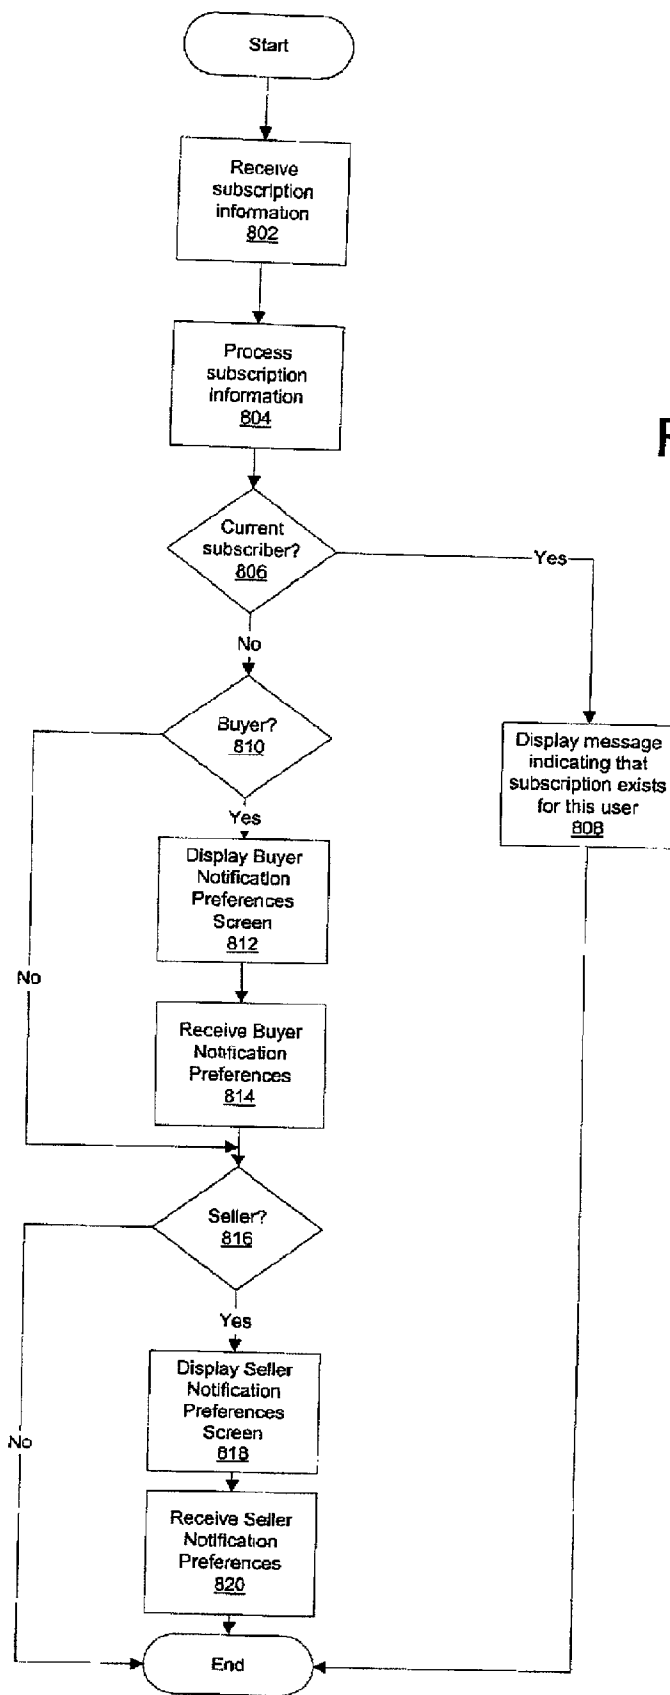 Start
Receive
subscription
information
802
Process
subscription
information
804
Current
subscriber?
806
Yes
No
Buyer?
810
Display message
indicating that
subscription exists
for this user
808
Yes
Display Buyer
Notification
Preferences
Screen
812
No
Receive Buyer
Notification
Preferences
814
Seller?
816
Yes
Display Seller
Notification
Preferences
Screen
818
No
Receive Seller
Notification
Preferences
820
End